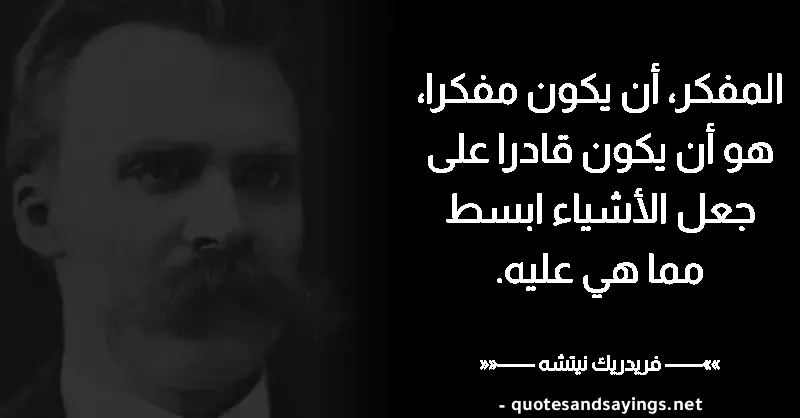 المفكر، أن يكون مفكرا،
هو أن يكون قادرا على
جعل الأشياء ابسط
مما هي عليه.
»»——— فريدريك نيتشه ———««
- quotesandsayings.net